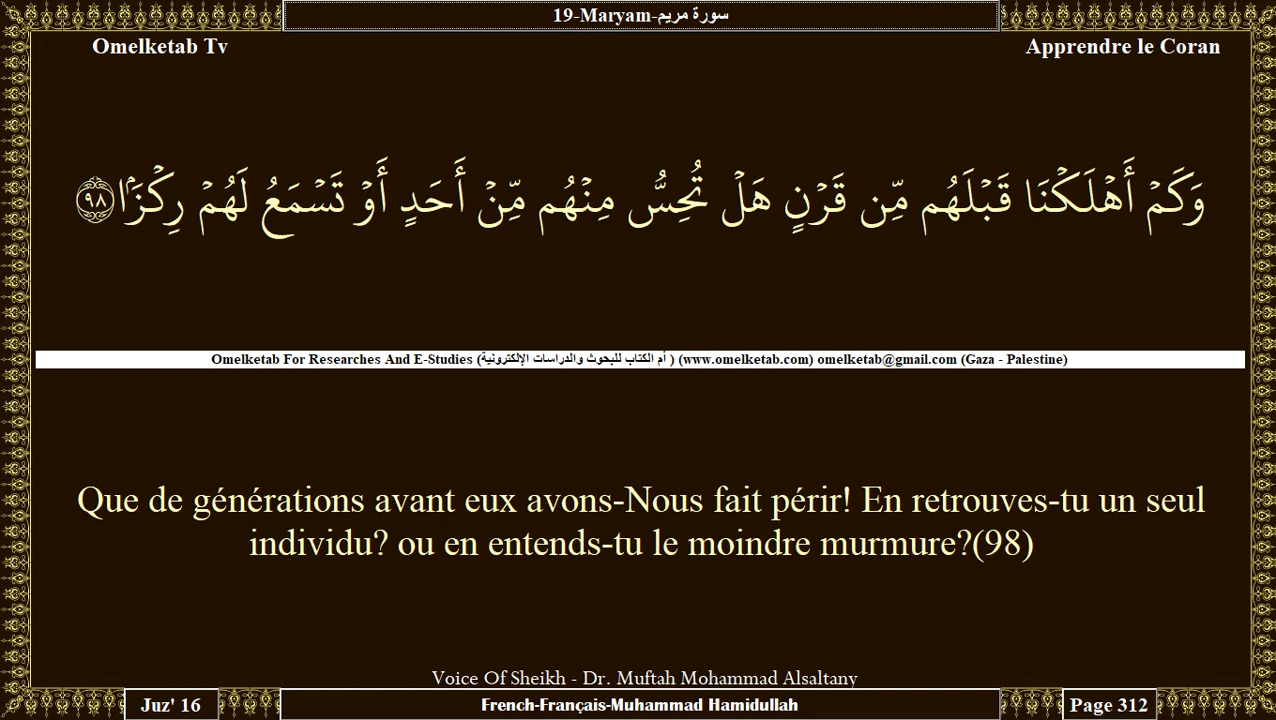 19-Maryam-سورة مريم
Omelketab Tv
Apprendre le Coran
وَكَمۡ أَهۡلَكۡنَا قَبۡلَهُم مِّن قَرۡنٍ هَلۡ تُحِسُّ مِنۡهُم مِّنۡ أَحَدٍ أَوۡ تَسۡمَعُ لَهُمۡ رِكۡزَۢا ٩٨
Omelketab For Researches And E-Studies (أم الكتاب للبحوث والدراسات الإلكترونية ) (www.omelketab.com) omelketab@gmail.com (Gaza - Palestine)
Que de générations avant eux avons-Nous fait périr! En retrouves-tu un seul
individu? ou en entends-tu le moindre murmure?(98)
Voice Of Sheikh - Dr. Muftah Mohammad Alsaltany
Juz' 16
French-Français-Muhammad Hamidullah
Page 312